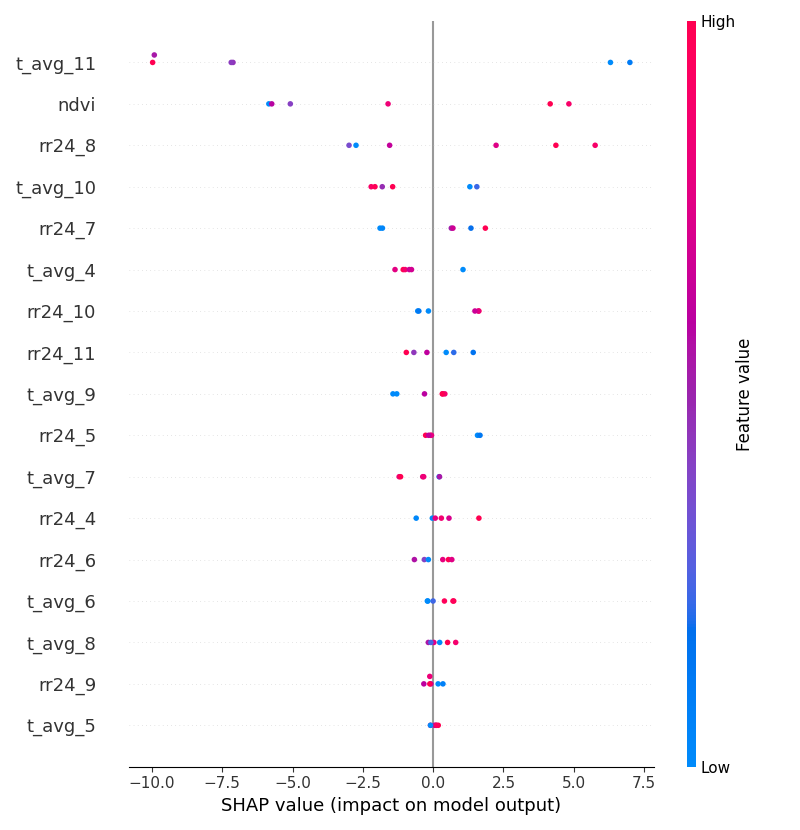 High
t_avg_11
ndvi
rr24_8
t_avg_10
rr24_7
t_avg_4
rr24_10
rr24_11
t_avg_9
rr24_5
t_avg_7
rr24_4
rr24_6
t_avg_6
t_avg_8
rr24_9
t_avg_5
Feature value
Low
−10.0 −7.5 −5.0 −2.5 0.0 2.5 5.0 7.5
SHAP value (impact on model output)